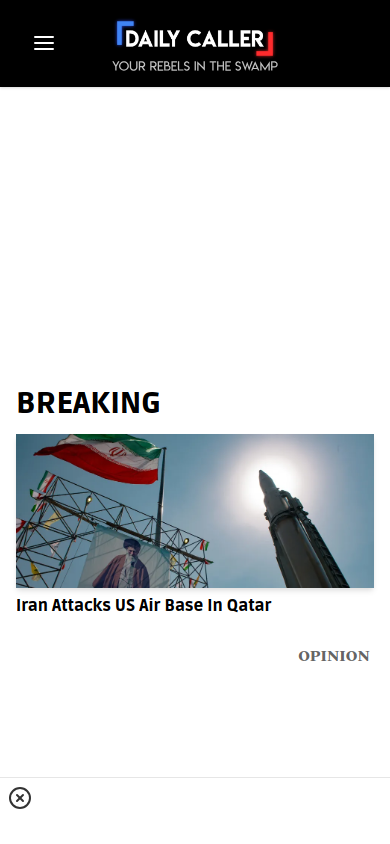 DAILY CALLER
YOUR REBELS IN THE SWAMP
BREAKING
Iran Attacks US Air Base In Qatar
OPINION